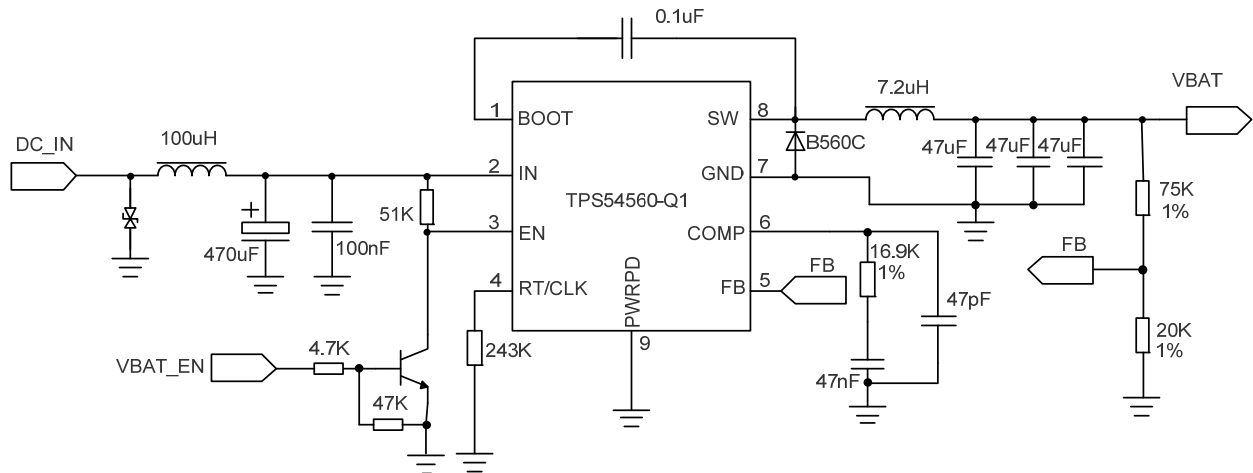 0.1uF
7.2uH
VBAT
1
BOOT
SW
8
B560C
DC_IN
100uH
2
IN
GND
7
47uF
47uF
47uF
TPS54560-Q1
51K
75K
1%
+
470uF
100nF
3
EN
COMP
6
16.9K
1%
FB
4
RT/CLK
PWRPD
FB
5
FB
47pF
243K
9
20K
1%
VBAT_EN
4.7K
47K
47nF